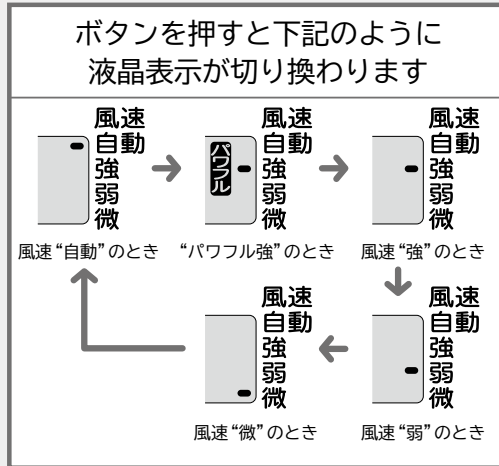 ボタンを押すと下記のように
液晶表示が切り換わります
風速
自動
強
弱
微
風速“自動”のとき
パワフル
風速
自動
強
弱
微
“パワフル強”のとき
風速
自動
強
弱
微
風速“強”のとき
風速
自動
強
弱
微
風速“弱”のとき
風速
自動
強
弱
微
風速“微”のとき